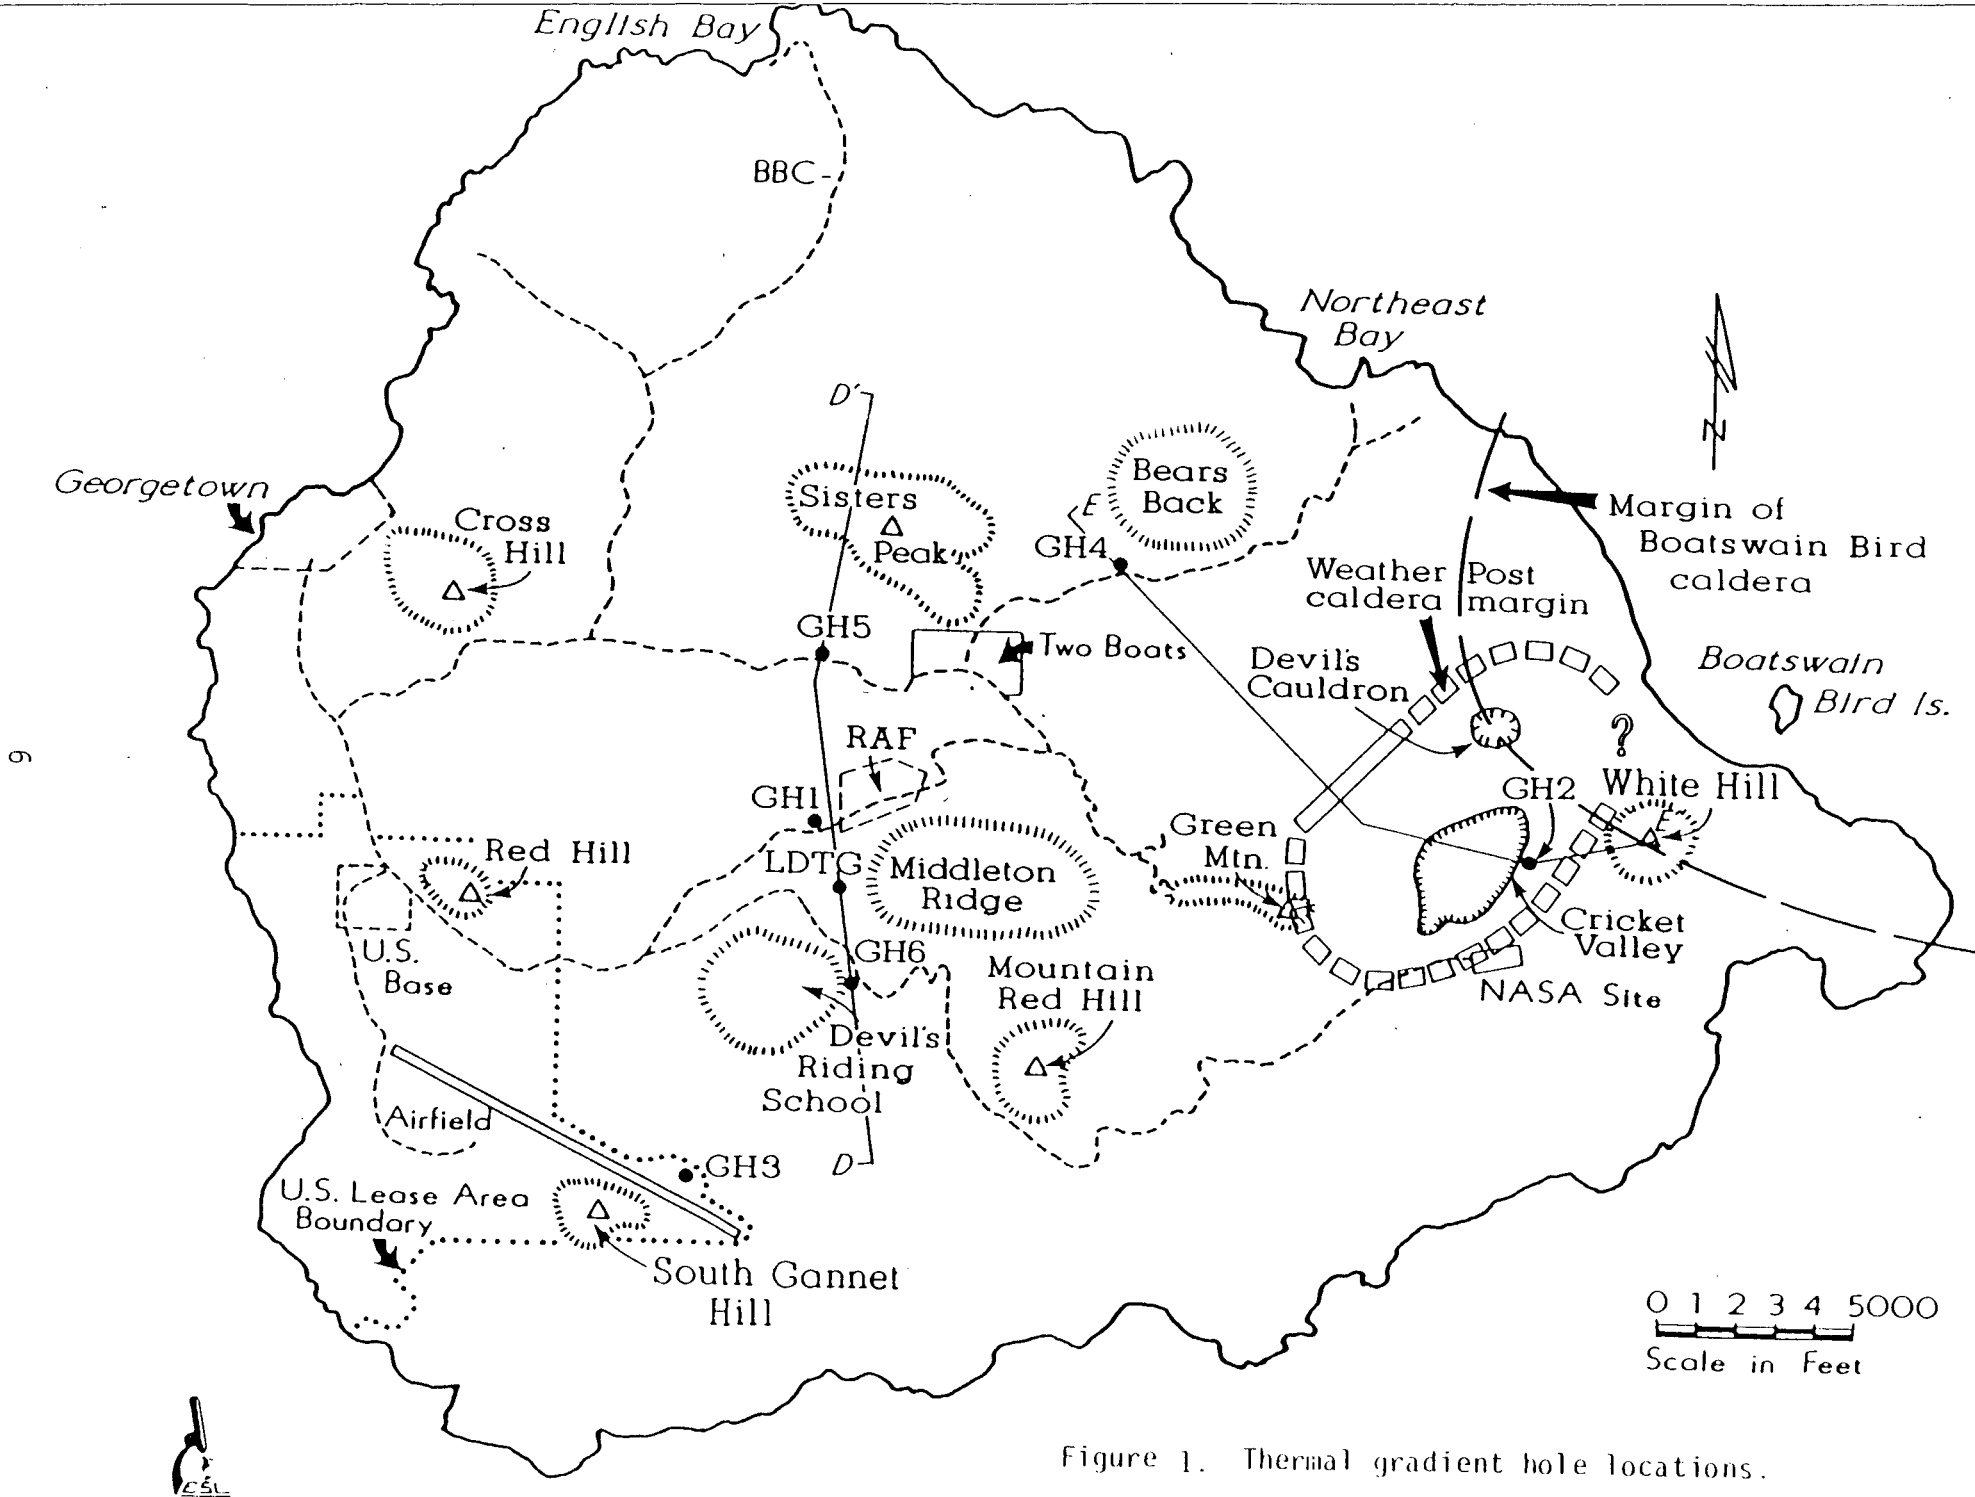 English Bay
BBC
Northeast
Bay
D'
Georgetown
Cross
Hill
Sisters
Peak
Bears
Back
E
GH4
Margin of
Boatswain Bird
caldera
Weather Post
caldera margin
GH5
Two Boats
Devil's
Cauldron
Boatswain
Bird Is.
?
RAF
GH1
GH2
White Hill
E'
Green
Mtn.
Red Hill
LDTG
Middleton
Ridge
Cricket
Valley
U.S.
Base
GH6
Mountain
Red Hill
NASA Site
Devil's
Riding
School
Airfield
D
GH3
U.S. Lease Area
Boundary
South Gannet
Hill
N
0 1 2 3 4 5000
Scale in Feet
ESL
Figure 1. Thermal gradient hole locations.
6